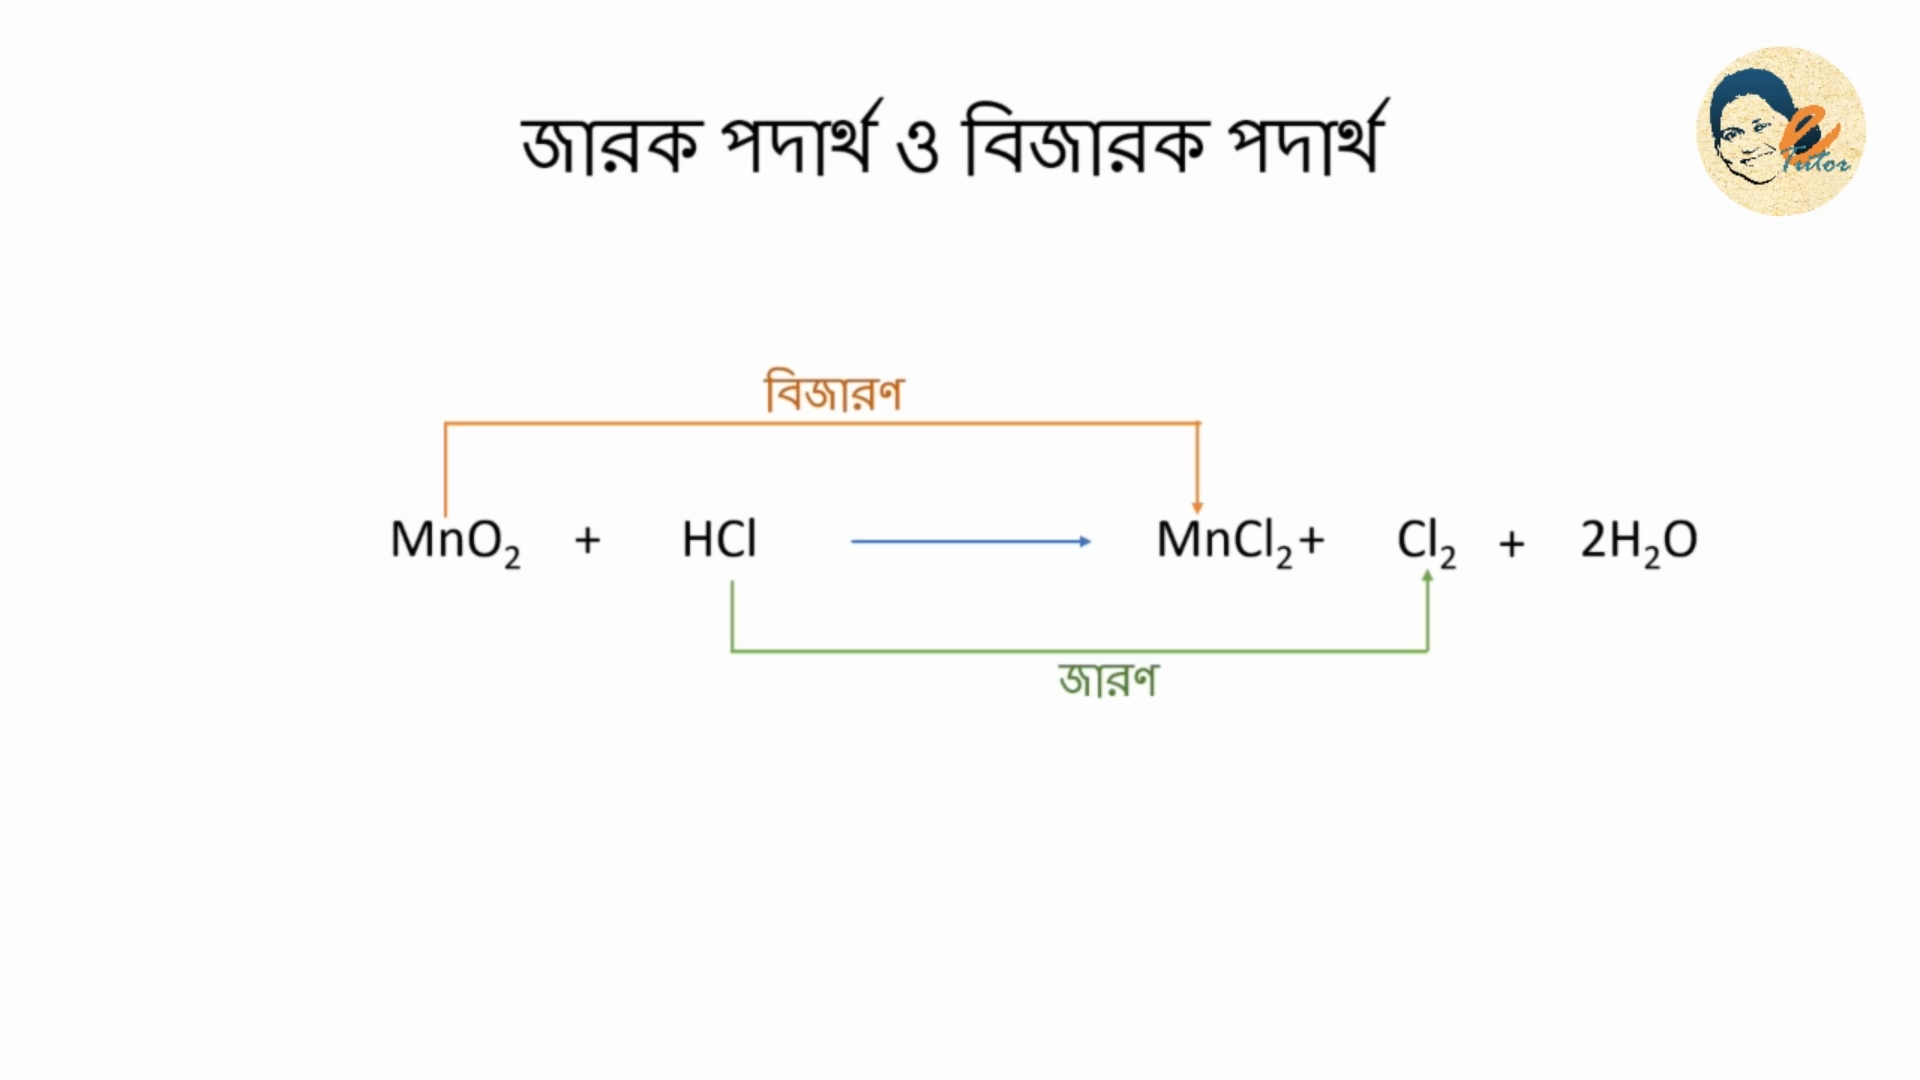 জারক পদার্থ ও বিজারক পদার্থ
e
Tutor
বিজারণ
MnO₂ + HCl → MnCl₂ + Cl₂ + 2H₂O
জারণ